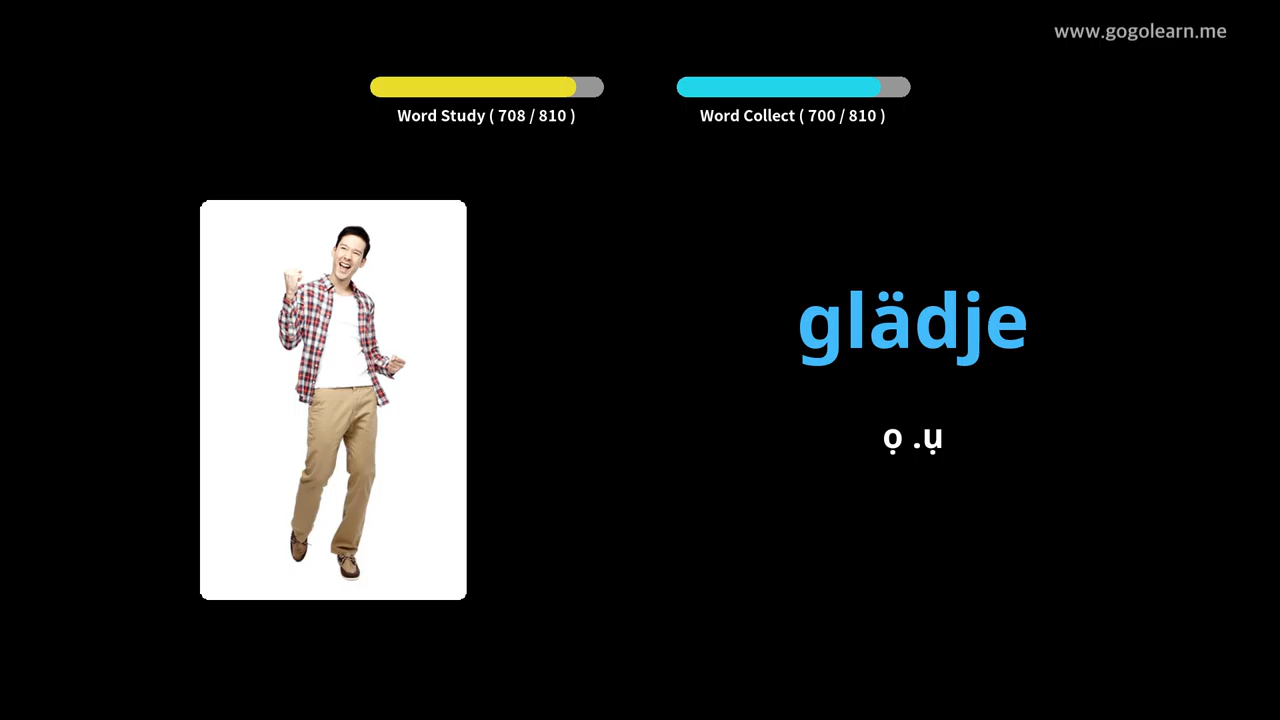 www.gogolearn.me
Word Study ( 708 / 810 )
Word Collect ( 700 / 810 )
glädje
ọ .ụ